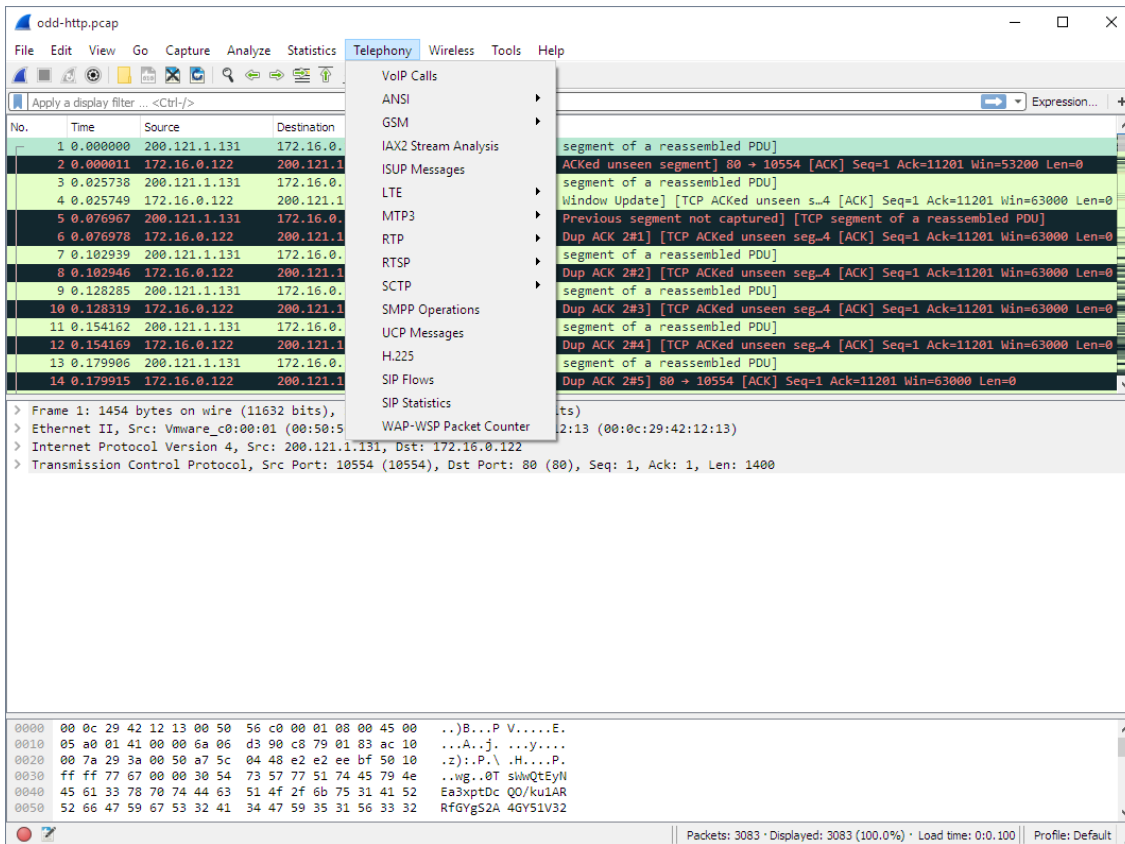 odd-http.pcap
File Edit View Go Capture Analyze Statistics Telephony Wireless Tools Help
Apply a display filter ... <Ctrl-/> Expression... +
No. Time Source Destination
1 0.000000 200.121.1.131 172.16.0. segment of a reassembled PDU]
2 0.000011 172.16.0.122 200.121.1 ACKed unseen segment] 80 → 10554 [ACK] Seq=1 Ack=11201 Win=53200 Len=0
3 0.025738 200.121.1.131 172.16.0. segment of a reassembled PDU]
4 0.025749 172.16.0.122 200.121.1 Window Update] [TCP ACKed unseen s…4 [ACK] Seq=1 Ack=11201 Win=63000 Len=0
5 0.076967 200.121.1.131 172.16.0. Previous segment not captured] [TCP segment of a reassembled PDU]
6 0.076978 172.16.0.122 200.121.1 Dup ACK 2#1] [TCP ACKed unseen seg…4 [ACK] Seq=1 Ack=11201 Win=63000 Len=0
7 0.102939 200.121.1.131 172.16.0. segment of a reassembled PDU]
8 0.102946 172.16.0.122 200.121.1 Dup ACK 2#2] [TCP ACKed unseen seg…4 [ACK] Seq=1 Ack=11201 Win=63000 Len=0
9 0.128285 200.121.1.131 172.16.0. segment of a reassembled PDU]
10 0.128319 172.16.0.122 200.121.1 Dup ACK 2#3] [TCP ACKed unseen seg…4 [ACK] Seq=1 Ack=11201 Win=63000 Len=0
11 0.154162 200.121.1.131 172.16.0. segment of a reassembled PDU]
12 0.154169 172.16.0.122 200.121.1 Dup ACK 2#4] [TCP ACKed unseen seg…4 [ACK] Seq=1 Ack=11201 Win=63000 Len=0
13 0.179906 200.121.1.131 172.16.0. segment of a reassembled PDU]
14 0.179915 172.16.0.122 200.121.1 Dup ACK 2#5] 80 → 10554 [ACK] Seq=1 Ack=11201 Win=63000 Len=0
VoIP Calls
ANSI
GSM
IAX2 Stream Analysis
ISUP Messages
LTE
MTP3
RTP
RTSP
SCTP
SMPP Operations
UCP Messages
H.225
SIP Flows
SIP Statistics
WAP-WSP Packet Counter
> Frame 1: 1454 bytes on wire (11632 bits), ts)
> Ethernet II, Src: Vmware_c0:00:01 (00:50:5 12:13 (00:0c:29:42:12:13)
> Internet Protocol Version 4, Src: 200.121.1.131, Dst: 172.16.0.122
> Transmission Control Protocol, Src Port: 10554 (10554), Dst Port: 80 (80), Seq: 1, Ack: 1, Len: 1400
0000 00 0c 29 42 12 13 00 50 56 c0 00 01 08 00 45 00 ..)B...P V.....E.
0010 05 a0 01 41 00 00 6a 06 d3 90 c8 79 01 83 ac 10 ...A..j. ...y....
0020 00 7a 29 3a 00 50 a7 5c 04 48 e2 e2 ee bf 50 10 .z):.P.\ .H....P.
0030 ff ff 77 67 00 00 30 54 73 57 77 51 74 45 79 4e ..wg..0T sWwQtEyN
0040 45 61 33 78 70 74 44 63 51 4f 2f 6b 75 31 41 52 Ea3xptDc QO/ku1AR
0050 52 66 47 59 67 53 32 41 34 47 59 35 31 56 33 32 RfGYgS2A 4GY51V32
Packets: 3083 · Displayed: 3083 (100.0%) · Load time: 0:0.100 Profile: Default